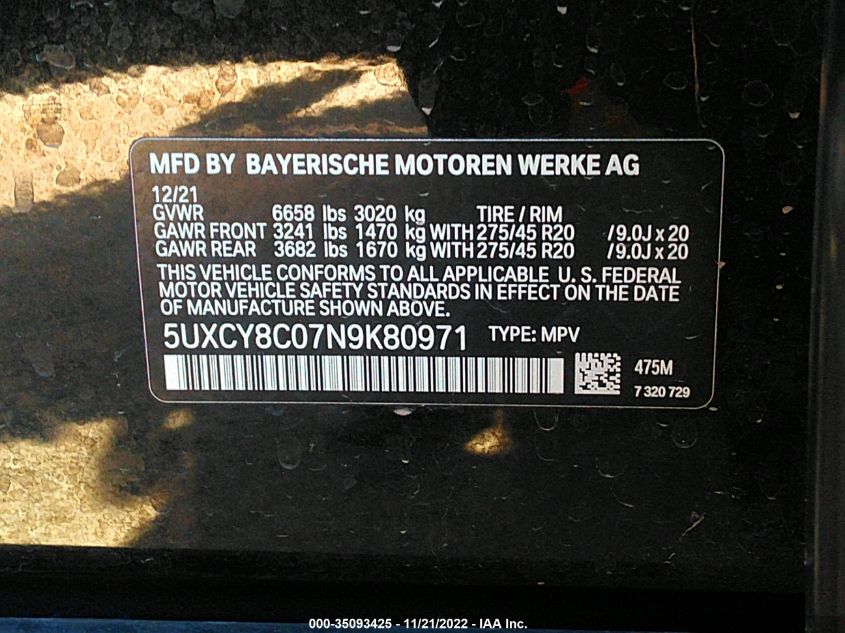 MFD BY BAYERISCHE MOTOREN WERKE AG
12/21
GVWR 6658 lbs 3020 kg TIRE / RIM
GAWR FRONT 3241 lbs 1470 kg WITH 275/45 R20 / 9.0J x 20
GAWR REAR 3682 lbs 1670 kg WITH 275/45 R20 / 9.0J x 20
THIS VEHICLE CONFORMS TO ALL APPLICABLE U. S. FEDERAL
MOTOR VEHICLE SAFETY STANDARDS IN EFFECT ON THE DATE
OF MANUFACTURE SHOWN ABOVE.
5UXCY8C07N9K80971 TYPE: MPV
475M
7 320 729
000-35093425 - 11/21/2022 - IAA Inc.